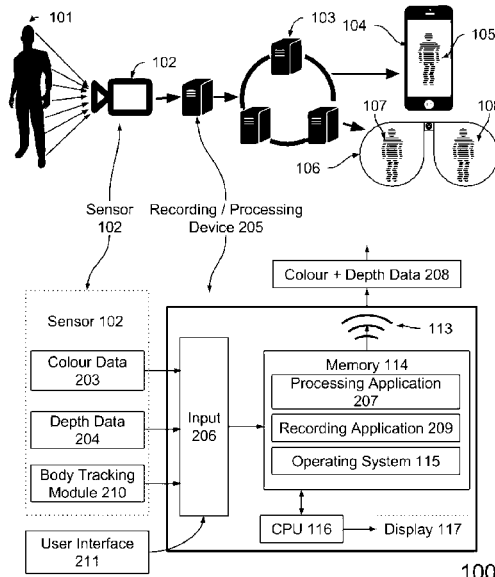 101
102
103
104
105
107
108
106
Sensor
102
Recording / Processing
Device 205
Colour + Depth Data 208
113
Sensor 102
Colour Data
203
Depth Data
204
Body Tracking
Module 210
User Interface
211
Input
206
Memory 114
Processing Application
207
Recording Application 209
Operating System 115
CPU 116
Display 117
100